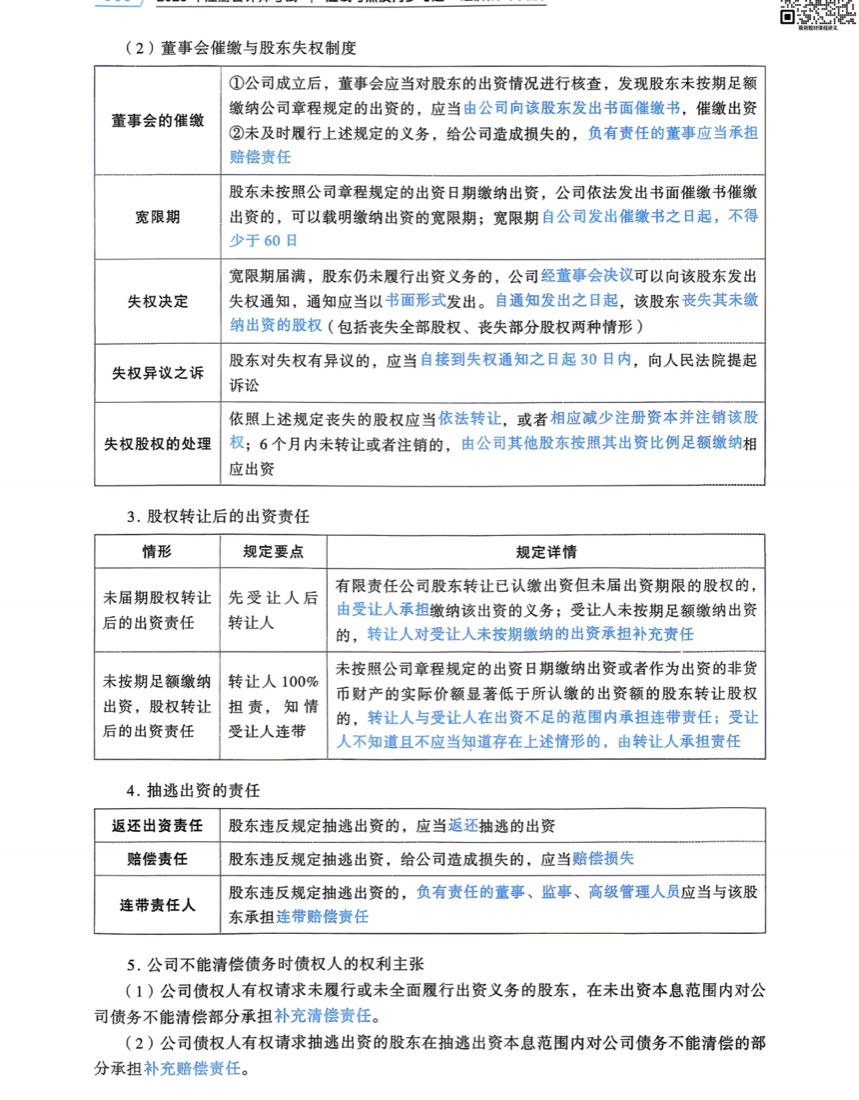 （2）董事会催缴与股东失权制度
董事会的催缴
①公司成立后，董事会应当对股东的出资情况进行核查，发现股东未按期足额
缴纳公司章程规定的出资的，应当由公司向该股东发出书面催缴书，催缴出资
②未及时履行上述规定的义务，给公司造成损失的，负有责任的董事应当承担
赔偿责任
宽限期
股东未按照公司章程规定的出资日期缴纳出资，公司依法发出书面催缴书催缴
出资的，可以载明缴纳出资的宽限期；宽限期自公司发出催缴书之日起，不得
少于 60 日
失权决定
宽限期届满，股东仍未履行出资义务的，公司经董事会决议可以向该股东发出
失权通知，通知应当以书面形式发出。自通知发出之日起，该股东丧失其未缴
纳出资的股权（包括丧失全部股权、丧失部分股权两种情形）
失权异议之诉
股东对失权有异议的，应当自接到失权通知之日起 30 日内，向人民法院提起
诉讼
失权股权的处理
依照上述规定丧失的股权应当依法转让，或者相应减少注册资本并注销该股
权；6 个月内未转让或者注销的，由公司其他股东按照其出资比例足额缴纳相
应出资
3. 股权转让后的出资责任
情形
规定要点
规定详情
未届期股权转让
后的出资责任
先受让人后
转让人
有限责任公司股东转让已认缴出资但未届出资期限的股权的，
由受让人承担缴纳该出资的义务；受让人未按期足额缴纳出资
的，转让人对受让人未按期缴纳的出资承担补充责任
未按期足额缴纳
出资，股权转让
后的出资责任
转让人 100%
担责，知情
受让人连带
未按照公司章程规定的出资日期缴纳出资或者作为出资的非货
币财产的实际价额显著低于所认缴的出资额的股东转让股权
的，转让人与受让人在出资不足的范围内承担连带责任；受让
人不知道且不应当知道存在上述情形的，由转让人承担责任
4. 抽逃出资的责任
返还出资责任
股东违反规定抽逃出资的，应当返还抽逃的出资
赔偿责任
股东违反规定抽逃出资，给公司造成损失的，应当赔偿损失
连带责任人
股东违反规定抽逃出资的，负有责任的董事、监事、高级管理人员应当与该股
东承担连带赔偿责任
5. 公司不能清偿债务时债权人的权利主张
（1）公司债权人有权请求未履行或未全面履行出资义务的股东，在未出资本息范围内对公
司债务不能清偿部分承担补充清偿责任。
（2）公司债权人有权请求抽逃出资的股东在抽逃出资本息范围内对公司债务不能清偿的部
分承担补充赔偿责任。